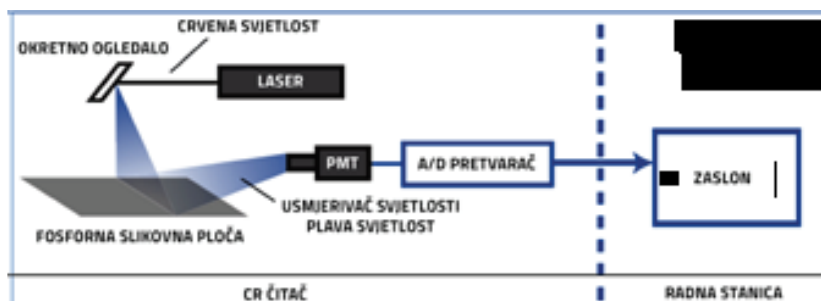 CRVENA SVJETLOST
OKRETNO OGLEDALO
LASER
PMT
A/D PRETVARAČ
ZASLON
USMJERIVAČ SVJETLOSTI
PLAVA SVJETLOST
FOSFORNA SLIKOVNA PLOČA
CR ČITAČ
RADNA STANICA